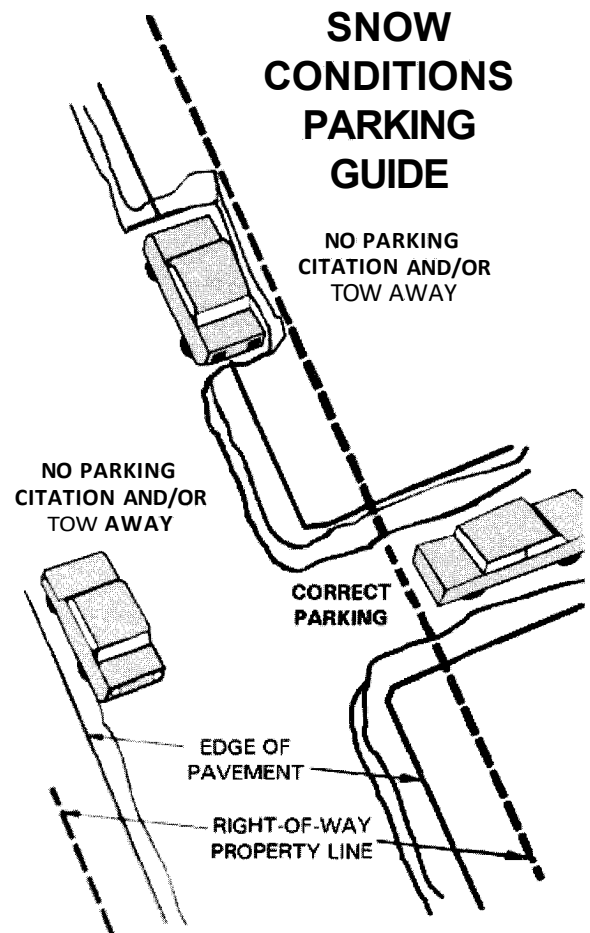 SNOW
CONDITIONS
PARKING
GUIDE
NO PARKING
CITATION AND/OR
TOW AWAY
NO PARKING
CITATION AND/OR
TOW AWAY
CORRECT
PARKING
EDGE OF
PAVEMENT
RIGHT-OF-WAY
PROPERTY LINE